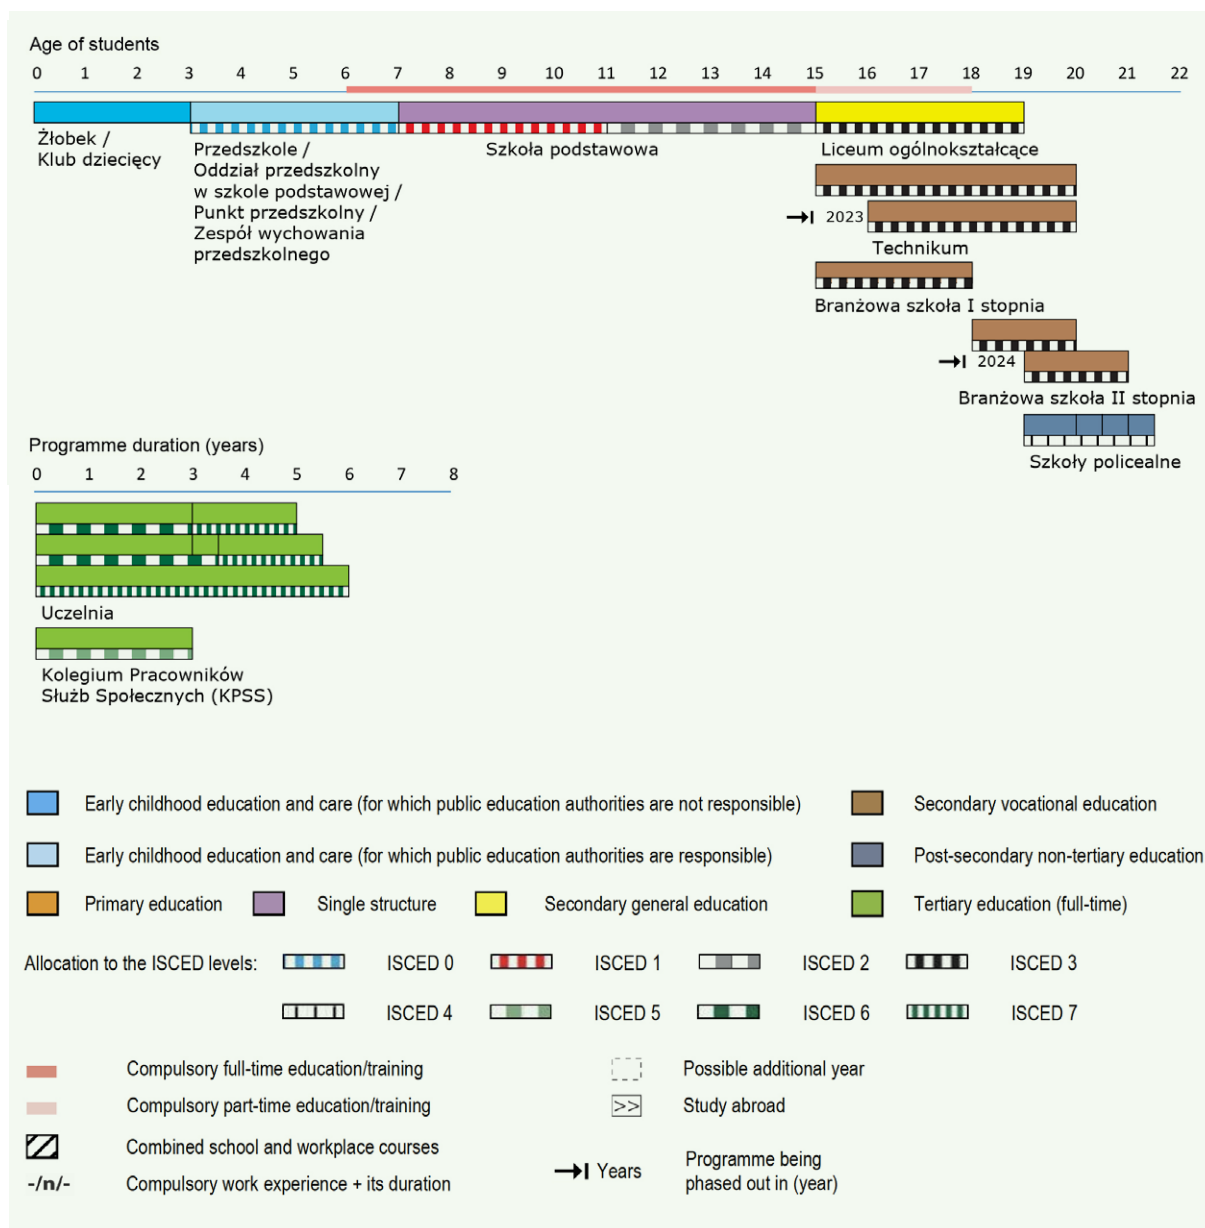 Age of students
0 1 2 3 4 5 6 7 8 9 10 11 12 13 14 15 16 17 18 19 20 21 22
Żłobek /
Klub dziecięcy
Przedszkole /
Oddział przedszkolny
w szkole podstawowej /
Punkt przedszkolny /
Zespół wychowania
przedszkolnego
Szkoła podstawowa
Liceum ogólnokształcące
2023
Technikum
Branżowa szkoła I stopnia
2024
Branżowa szkoła II stopnia
Szkoły policealne
Programme duration (years)
0 1 2 3 4 5 6 7 8
Uczelnia
Kolegium Pracowników
Służb Społecznych (KPSS)
Early childhood education and care (for which public education authorities are not responsible)
Secondary vocational education
Early childhood education and care (for which public education authorities are responsible)
Post-secondary non-tertiary education
Primary education
Single structure
Secondary general education
Tertiary education (full-time)
Allocation to the ISCED levels:
ISCED 0
ISCED 1
ISCED 2
ISCED 3
ISCED 4
ISCED 5
ISCED 6
ISCED 7
Compulsory full-time education/training
Possible additional year
Compulsory part-time education/training
>> Study abroad
Combined school and workplace courses
-/n/- Compulsory work experience + its duration
Years
Programme being
phased out in (year)